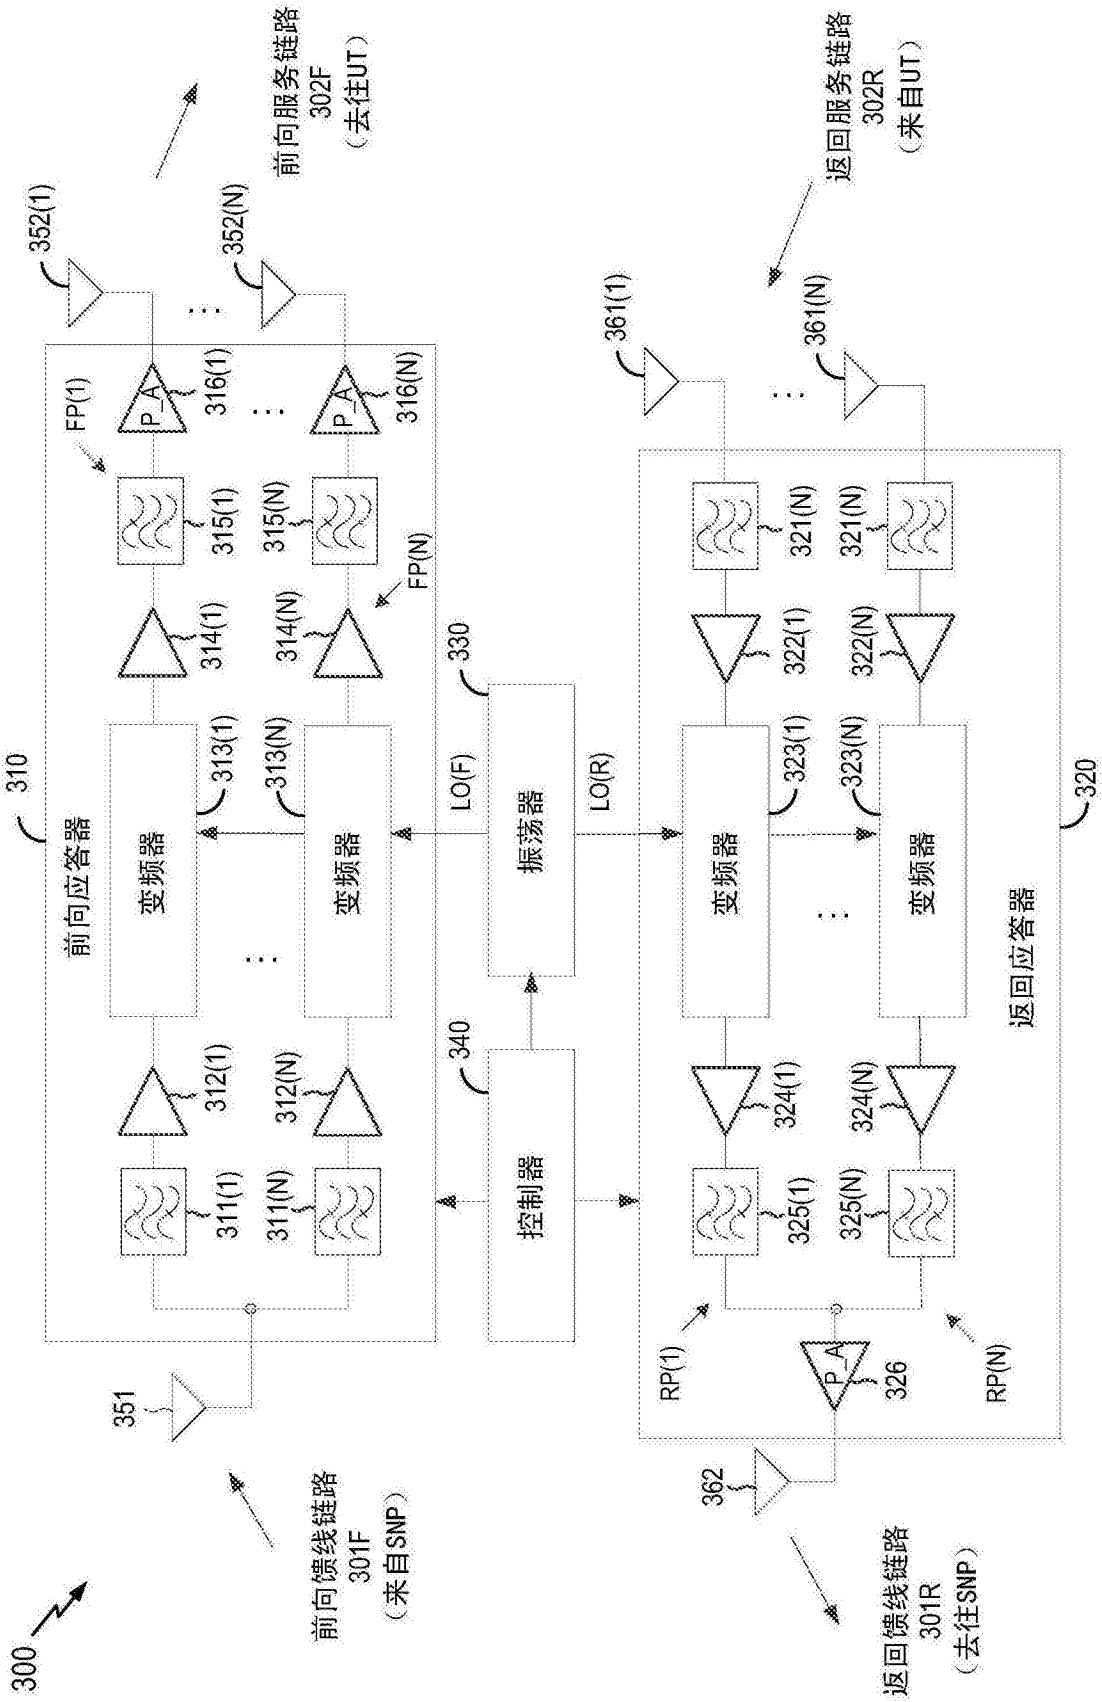 300
前向馈线链路
301F
（来自SNP）
351
310
前向应答器
311(1)
312(1)
变频器
313(1)
314(1)
315(1)
FP(1)
P_A
316(1)
352(1)
...
311(N)
312(N)
变频器
313(N)
314(N)
315(N)
FP(N)
P_A
316(N)
352(N)
...
...
前向服务链路
302F
（去往UT）
控制器
340
振荡器
330
LO(F)
LO(R)
返回馈线链路
301R
（去往SNP）
362
P_A
326
RP(1)
325(1)
324(1)
变频器
323(1)
322(1)
321(N)
361(1)
...
...
RP(N)
325(N)
324(N)
变频器
323(N)
322(N)
321(N)
361(N)
返回应答器
320
返回服务链路
302R
（来自UT）